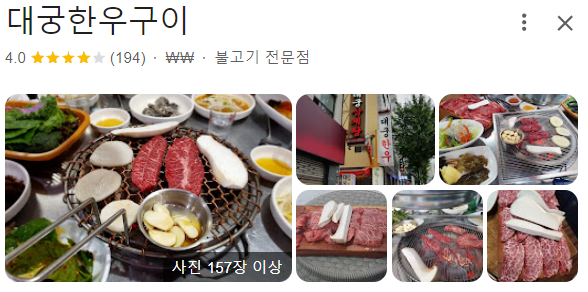 대궁한우구이
4.0 (194) · ₩₩ · 불고기 전문점
대궁한우
사진 157장 이상